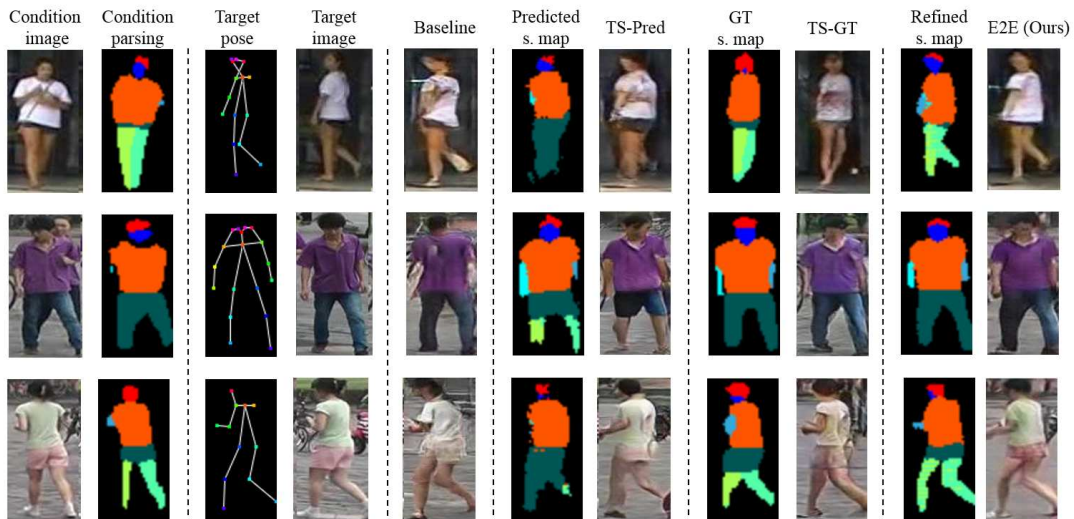 Condition image
Condition parsing
Target pose
Target image
Baseline
Predicted s. map
TS-Pred
GT s. map
TS-GT
Refined s. map
E2E (Ours)